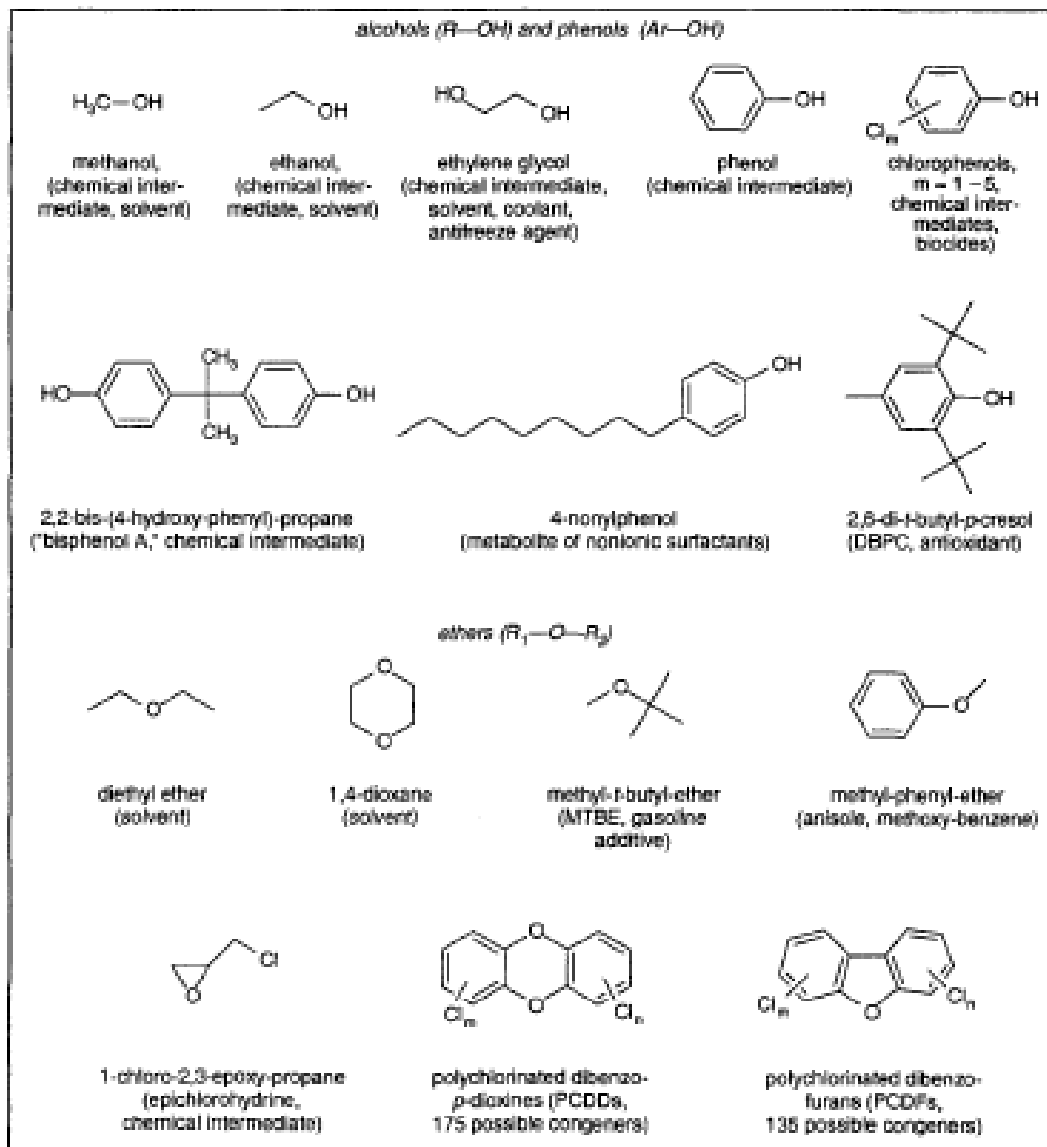 alcohols (R—OH) and phenols (Ar—OH)
H₃C—OH
OH
HO
OH
OH
OH
Clₘ
methanol,
(chemical inter-
mediate, solvent)
ethanol,
(chemical inter-
mediate, solvent)
ethylene glycol
(chemical intermediate,
solvent, coolant,
antifreeze agent)
phenol
(chemical intermediate)
chlorophenols,
m = 1 – 5,
chemical inter-
mediates,
biocides)
HO
CH₃
CH₃
OH
OH
OH
2,2-bis-(4-hydroxy-phenyl)-propane
("bisphenol A," chemical intermediate)
4-nonylphenol
(metabolite of nonionic surfactants)
2,6-di-t-butyl-p-cresol
(DBPC, antioxidant)
ethers (R₁—O—R₂)
O
O
O
O
O
diethyl ether
(solvent)
1,4-dioxane
(solvent)
methyl-t-butyl-ether
(MTBE, gasoline
additive)
methyl-phenyl-ether
(anisole, methoxy-benzene)
O
Cl
O
O
Clₘ
Clₙ
Clₘ
O
Clₙ
1-chloro-2,3-epoxy-propane
(epichlorohydrine,
chemical intermediate)
polychlorinated dibenzo-
p-dioxines (PCDDs,
175 possible congeners)
polychlorinated dibenzo-
furans (PCDFs,
135 possible congeners)